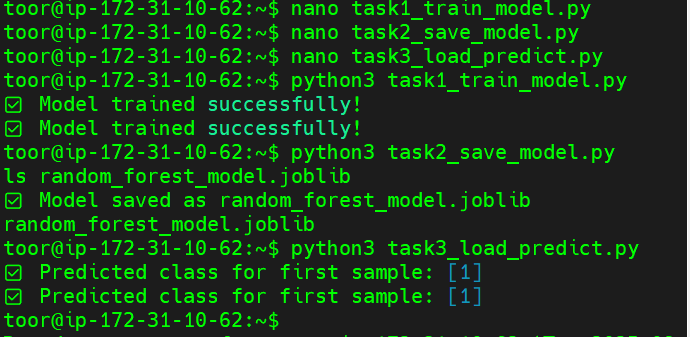 toor@ip-172-31-10-62:~$ nano task1_train_model.py
toor@ip-172-31-10-62:~$ nano task2_save_model.py
toor@ip-172-31-10-62:~$ nano task3_load_predict.py
toor@ip-172-31-10-62:~$ python3 task1_train_model.py
☑ Model trained successfully!
☑ Model trained successfully!
toor@ip-172-31-10-62:~$ python3 task2_save_model.py
ls random_forest_model.joblib
☑ Model saved as random_forest_model.joblib
random_forest_model.joblib
toor@ip-172-31-10-62:~$ python3 task3_load_predict.py
☑ Predicted class for first sample: [1]
☑ Predicted class for first sample: [1]
toor@ip-172-31-10-62:~$